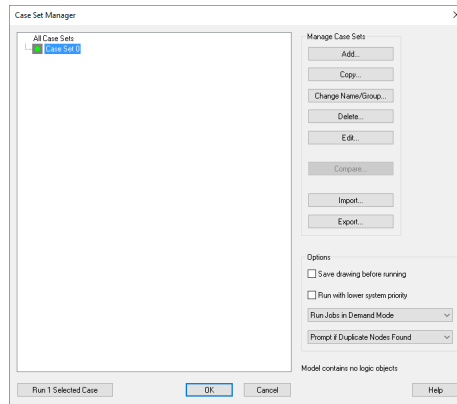 Case Set Manager
All Case Sets
Case Set 0
Manage Case Sets
Add...
Copy...
Change Name/Group...
Delete...
Edit...
Compare...
Import...
Export...
Options
Save drawing before running
Run with lower system priority
Run Jobs in Demand Mode
Prompt if Duplicate Nodes Found
Model contains no logic objects
Run 1 Selected Case
OK
Cancel
Help